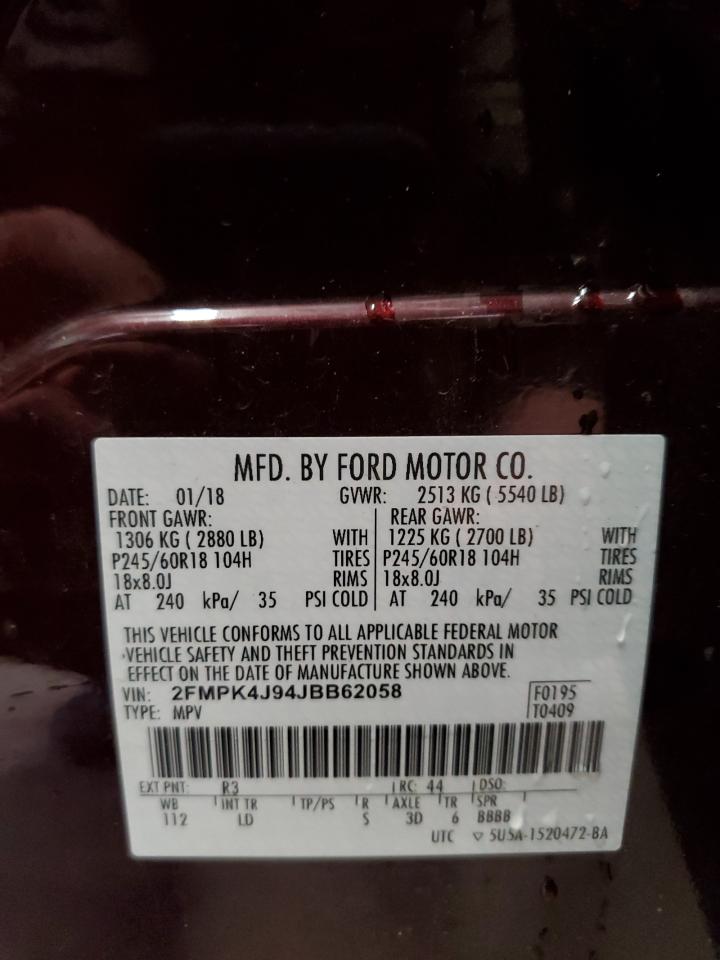 MFD. BY FORD MOTOR CO.
DATE: 01/18 GVWR: 2513 KG ( 5540 LB)
FRONT GAWR: REAR GAWR:
1306 KG ( 2880 LB) WITH 1225 KG ( 2700 LB) WITH
P245/60R18 104H TIRES P245/60R18 104H TIRES
18x8.0J RIMS 18x8.0J RIMS
AT 240 kPa/ 35 PSI COLD AT 240 kPa/ 35 PSI COLD
THIS VEHICLE CONFORMS TO ALL APPLICABLE FEDERAL MOTOR
VEHICLE SAFETY AND THEFT PREVENTION STANDARDS IN
EFFECT ON THE DATE OF MANUFACTURE SHOWN ABOVE.
VIN: 2FMPK4J94JBB62058 F0195
TYPE: MPV T0409
EXT PNT: R3 RC: 44 DSO:
WB INT TR TP/PS R AXLE TR SPR
112 LD S 3D 6 BBBB
UTC ▽ 5U5A-1520472-BA